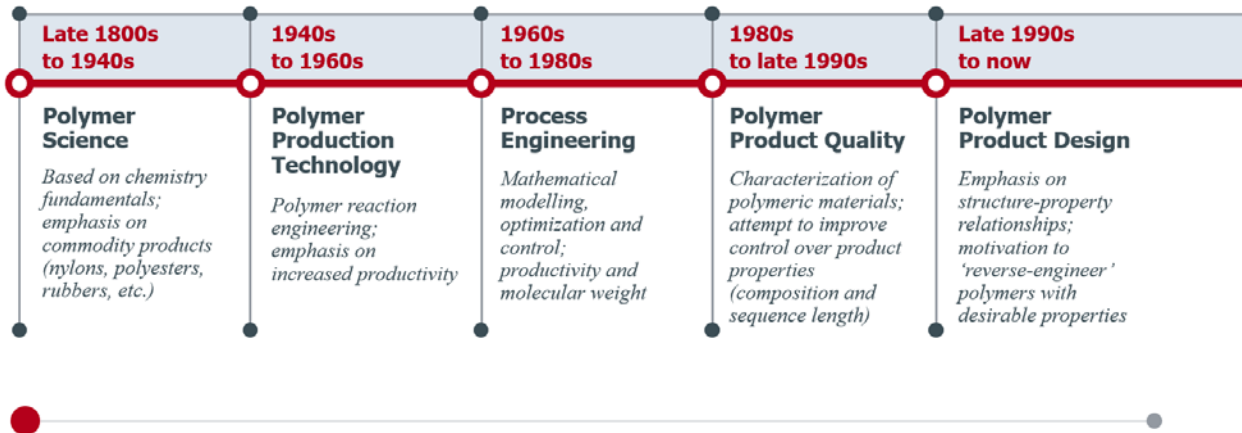 Late 1800s
to 1940s
1940s
to 1960s
1960s
to 1980s
1980s
to late 1990s
Late 1990s
to now
Polymer
Science
Based on chemistry
fundamentals;
emphasis on
commodity products
(nylons, polyesters,
rubbers, etc.)
Polymer
Production
Technology
Polymer reaction
engineering;
emphasis on
increased productivity
Process
Engineering
Mathematical
modelling,
optimization and
control;
productivity and
molecular weight
Polymer
Product Quality
Characterization of
polymeric materials;
attempt to improve
control over product
properties
(composition and
sequence length)
Polymer
Product Design
Emphasis on
structure-property
relationships;
motivation to
‘reverse-engineer’
polymers with
desirable properties